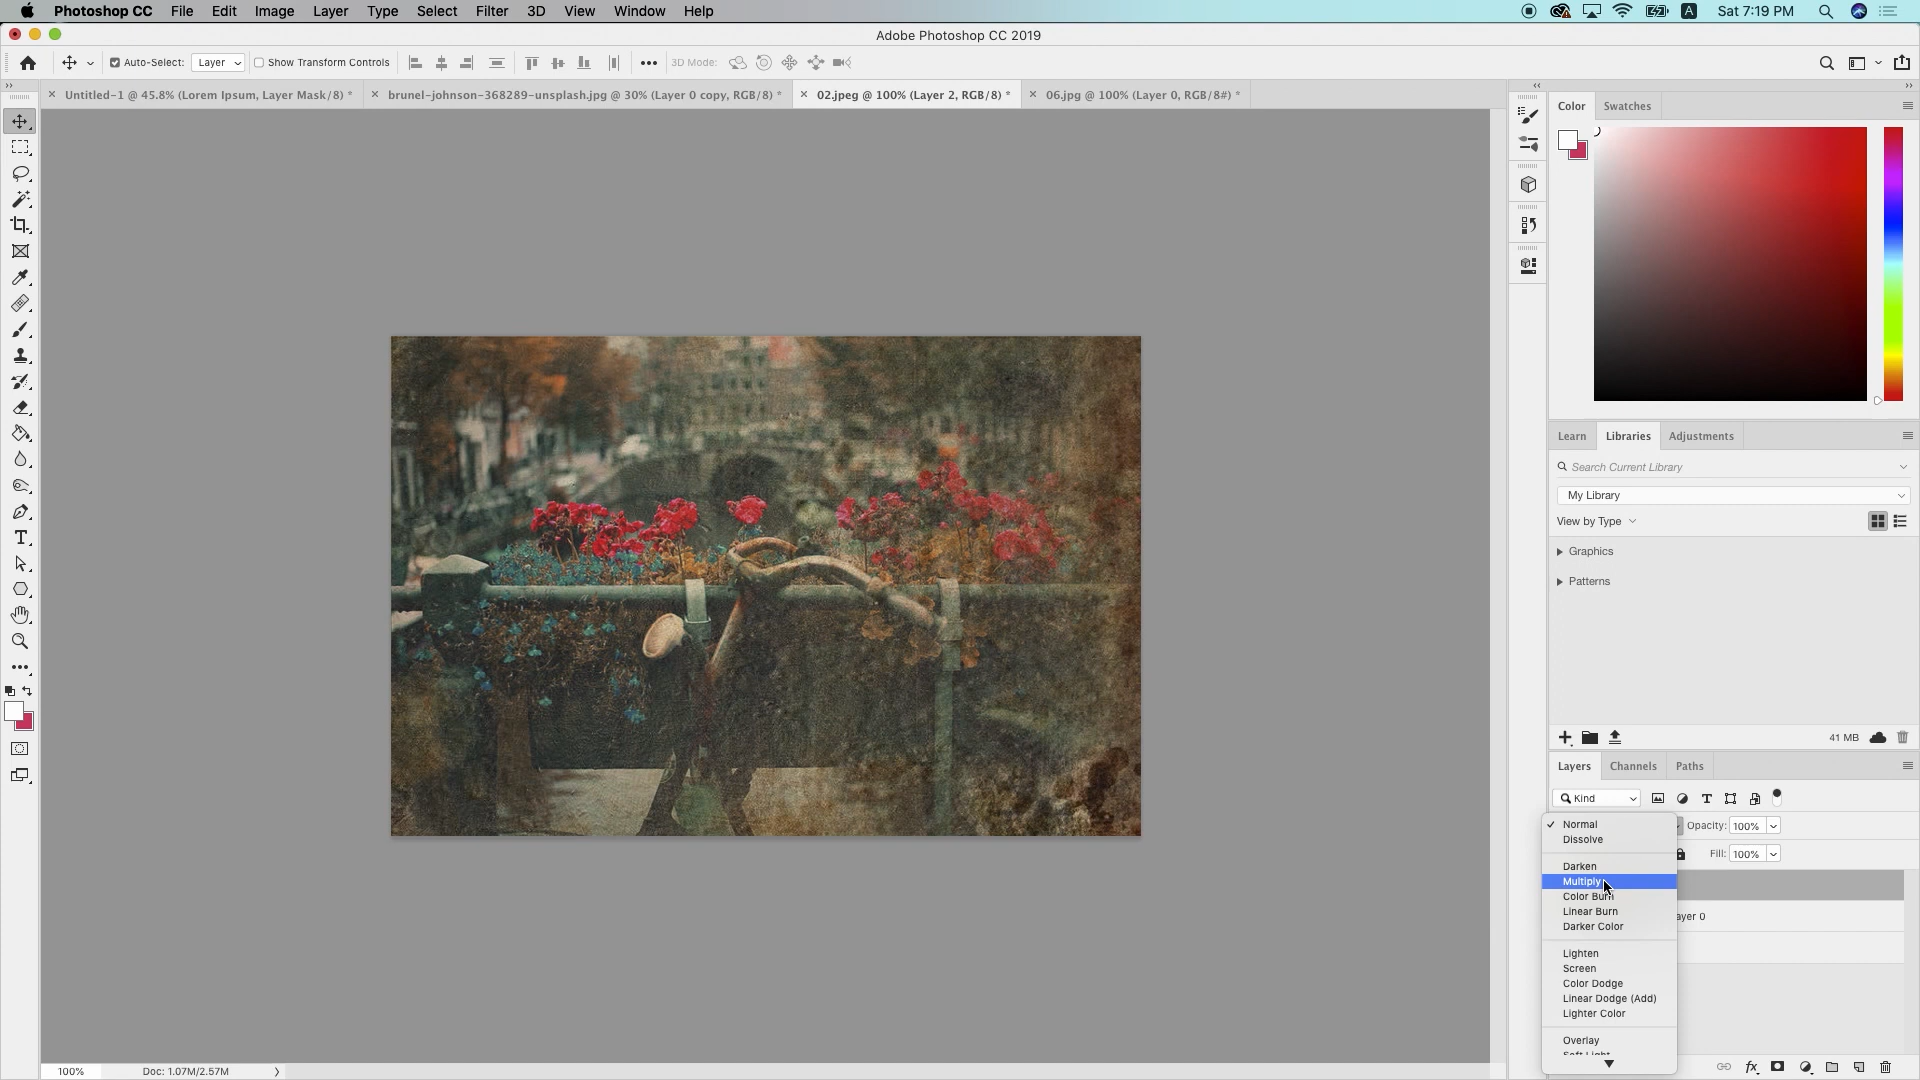 Photoshop CC File Edit Image Layer Type Select Filter 3D View Window Help A Sat 7:19 PM
Adobe Photoshop CC 2019
Auto-Select: Layer Show Transform Controls 3D Mode:
Untitled-1 @ 45.8% (Lorem Ipsum, Layer Mask/8) * brunel-johnson-368289-unsplash.jpg @ 30% (Layer 0 copy, RGB/8) * 02.jpeg @ 100% (Layer 2, RGB/8) * 06.jpg @ 100% (Layer 0, RGB/8#) *
Color Swatches
Learn Libraries Adjustments
Search Current Library
My Library
View by Type
Graphics
Patterns
41 MB
Layers Channels Paths
Kind
Normal Opacity: 100%
Dissolve
Fill: 100%
Darken
Multiply
Color Burn
Linear Burn ayer 0
Darker Color
Lighten
Screen
Color Dodge
Linear Dodge (Add)
Lighter Color
Overlay
Soft Light
fx
100% Doc: 1.07M/2.57M